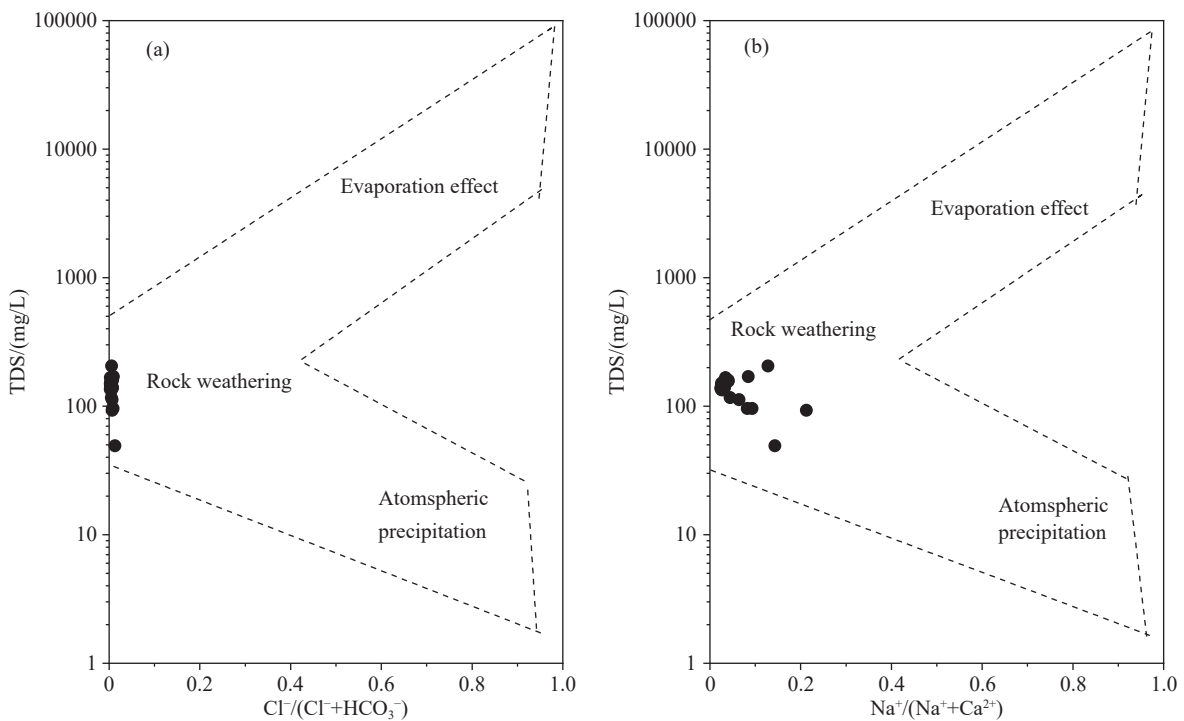 (a)
100000
10000
1000
100
10
1
TDS/(mg/L)
Evaporation effect
Rock weathering
Atomspheric
precipitation
0
0.2
0.4
0.6
0.8
1.0
Cl⁻/(Cl⁻+HCO₃⁻)
(b)
100000
10000
1000
100
10
1
TDS/(mg/L)
Evaporation effect
Rock weathering
Atomspheric
precipitation
0
0.2
0.4
0.6
0.8
1.0
Na⁺/(Na⁺+Ca²⁺)